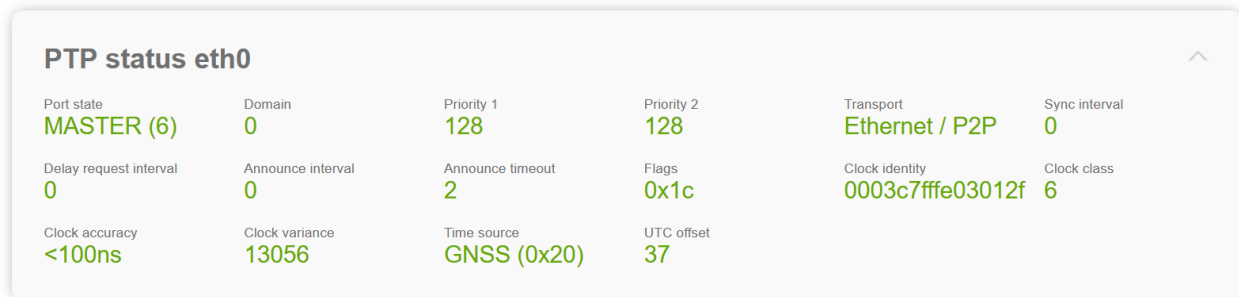 PTP status eth0
Port state Domain Priority 1 Priority 2 Transport Sync interval
MASTER (6) 0 128 128 Ethernet / P2P 0
Delay request interval Announce interval Announce timeout Flags Clock identity Clock class
0 0 2 0x1c 0003c7fffe03012f 6
Clock accuracy Clock variance Time source UTC offset
<100ns 13056 GNSS (0x20) 37